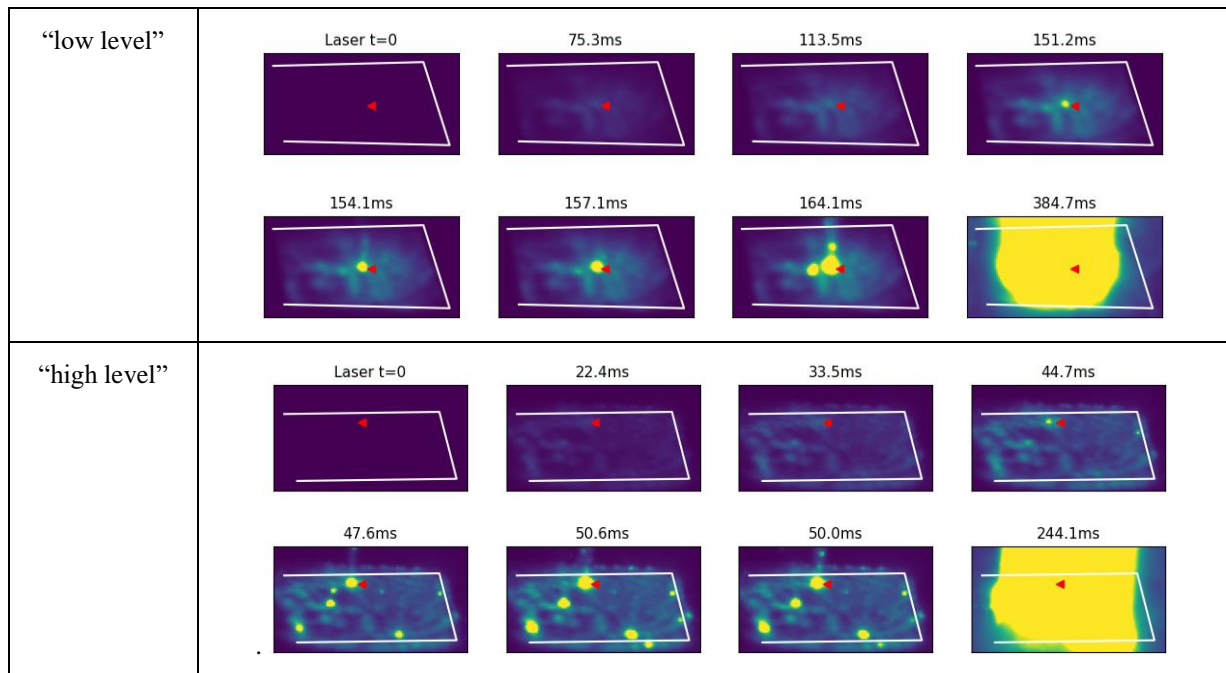 “low level”
Laser t=0 75.3ms 113.5ms 151.2ms
154.1ms 157.1ms 164.1ms 384.7ms
“high level”
Laser t=0 22.4ms 33.5ms 44.7ms
47.6ms 50.6ms 50.0ms 244.1ms
.